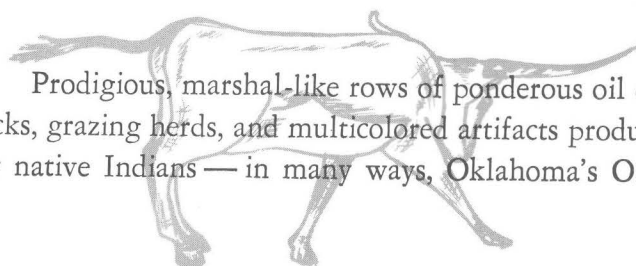 Prodigious, marshal-like rows of ponderous oil
cks, grazing herds, and multicolored artifacts produ
native Indians — in many ways, Oklahoma's O